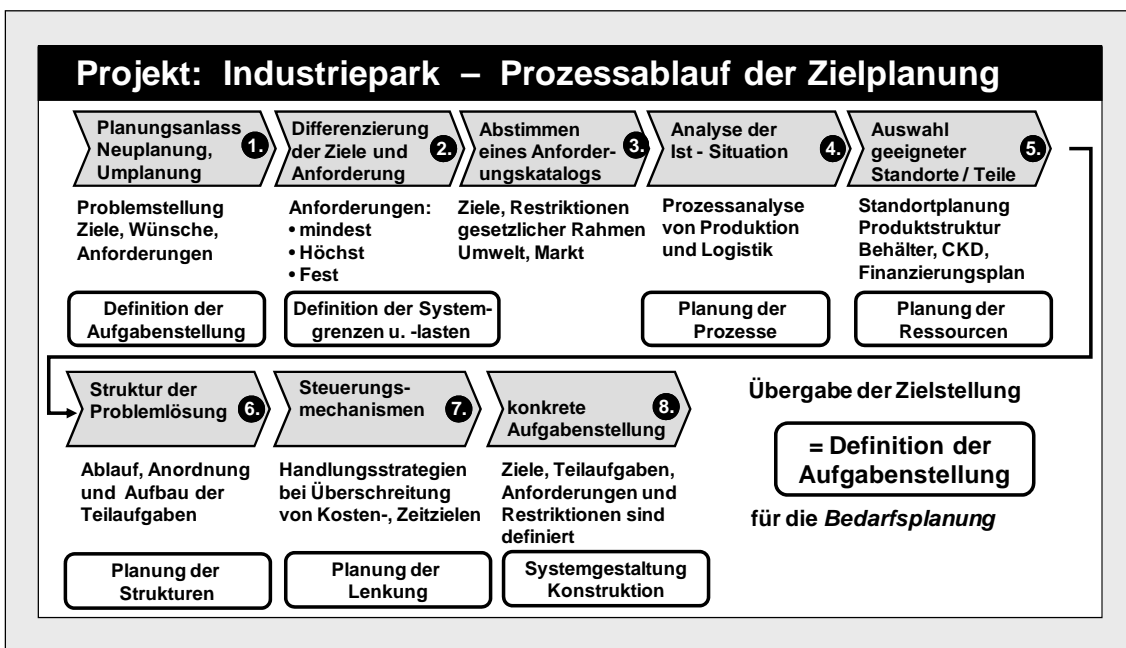 Projekt: Industriepark – Prozessablauf der Zielplanung
Planungsanlass
Neuplanung,
Umplanung
1.
Problemstellung
Ziele, Wünsche,
Anforderungen
Definition der
Aufgabenstellung
Differenzierung
der Ziele und
Anforderung
2.
Anforderungen:
• mindest
• Höchst
• Fest
Definition der System-
grenzen u. -lasten
Abstimmen
eines Anforder-
ungskatalogs
3.
Ziele, Restriktionen
gesetzlicher Rahmen
Umwelt, Markt
Analyse der
Ist - Situation
4.
Prozessanalyse
von Produktion
und Logistik
Planung der
Prozesse
Auswahl
geeigneter
Standorte / Teile
5.
Standortplanung
Produktstruktur
Behälter, CKD,
Finanzierungsplan
Planung der
Ressourcen
Struktur der
Problemlösung
6.
Ablauf, Anordnung
und Aufbau der
Teilaufgaben
Planung der
Strukturen
Steuerungs-
mechanismen
7.
Handlungsstrategien
bei Überschreitung
von Kosten-, Zeitzielen
Planung der
Lenkung
konkrete
Aufgabenstellung
8.
Ziele, Teilaufgaben,
Anforderungen und
Restriktionen sind
definiert
Systemgestaltung
Konstruktion
Übergabe der Zielstellung
= Definition der
Aufgabenstellung
für die Bedarfsplanung